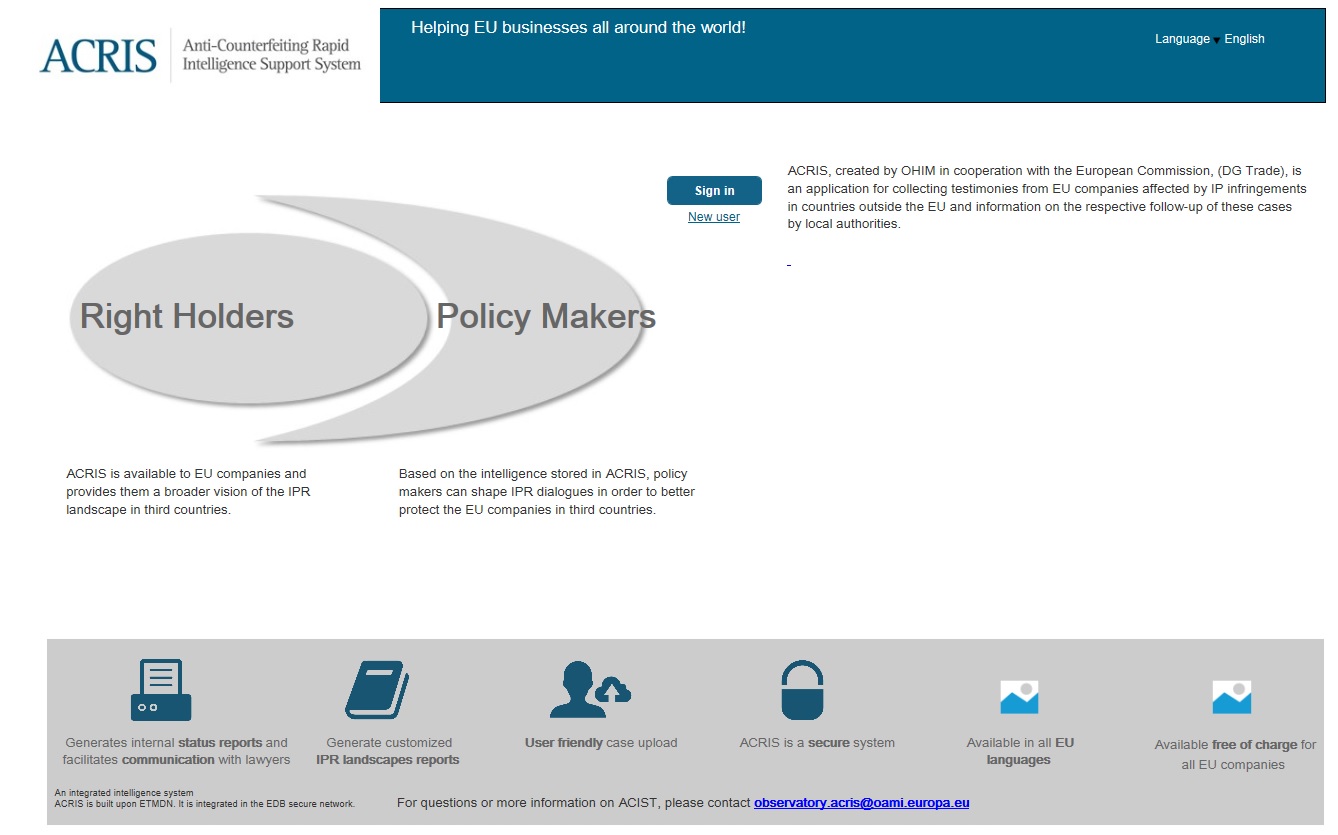 ACRIS
Anti-Counterfeiting Rapid
Intelligence Support System
Helping EU businesses all around the world!
Language English
Sign in
New user
ACRIS, created by OHIM in cooperation with the European Commission, (DG Trade), is
an application for collecting testimonies from EU companies affected by IP infringements
in countries outside the EU and information on the respective follow-up of these cases
by local authorities.
-
Right Holders
Policy Makers
ACRIS is available to EU companies and
provides them a broader vision of the IPR
landscape in third countries.
Based on the intelligence stored in ACRIS, policy
makers can shape IPR dialogues in order to better
protect the EU companies in third countries.
Generates internal status reports and
facilitates communication with lawyers
Generate customized
IPR landscapes reports
User friendly case upload
ACRIS is a secure system
Available in all EU
languages
Available free of charge for
all EU companies
An integrated intelligence system
ACRIS is built upon ETMDN. It is integrated in the EDB secure network.
For questions or more information on ACIST, please contact observatory.acris@oami.europa.eu